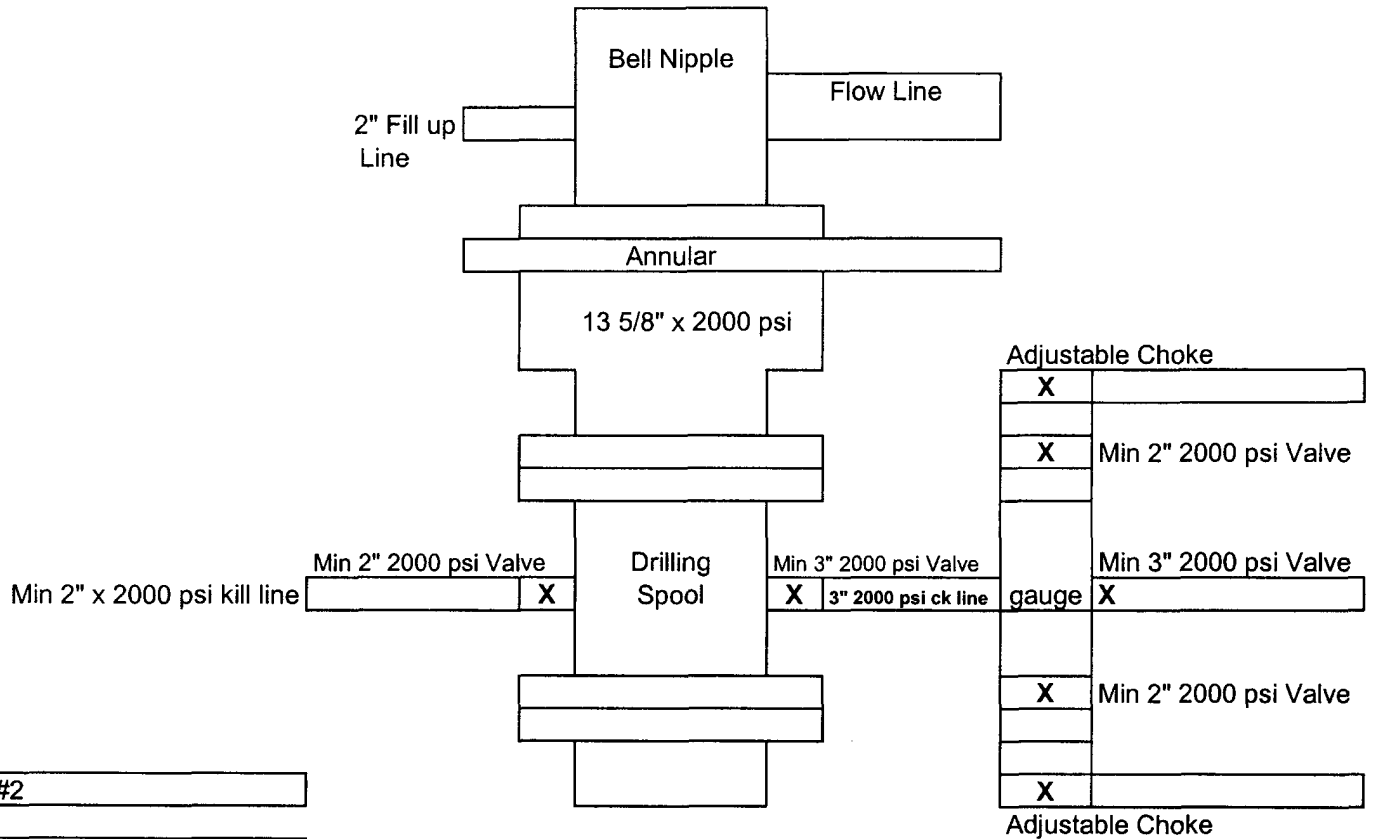 Bell Nipple
Flow Line
2" Fill up
Line
Annular
13 5/8" x 2000 psi
Adjustable Choke
X
X Min 2" 2000 psi Valve
Min 2" 2000 psi Valve
Drilling
Min 3" 2000 psi Valve
Min 3" 2000 psi Valve
Min 2" x 2000 psi kill line
X
Spool
X
3" 2000 psi ck line
gauge
X
X Min 2" 2000 psi Valve
#2
X
Adjustable Choke